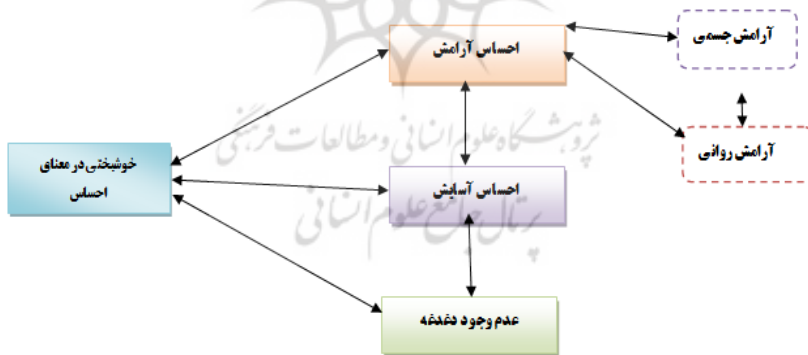 آرامش جسمی
احساس آرامش
آرامش روانی
خوشبختی در معنای
احساس
احساس آسایش
عدم وجود دغدغه
پژوهشگاه علوم انسانی و مطالعات فرهنگی
پرتال جامع علوم انسانی